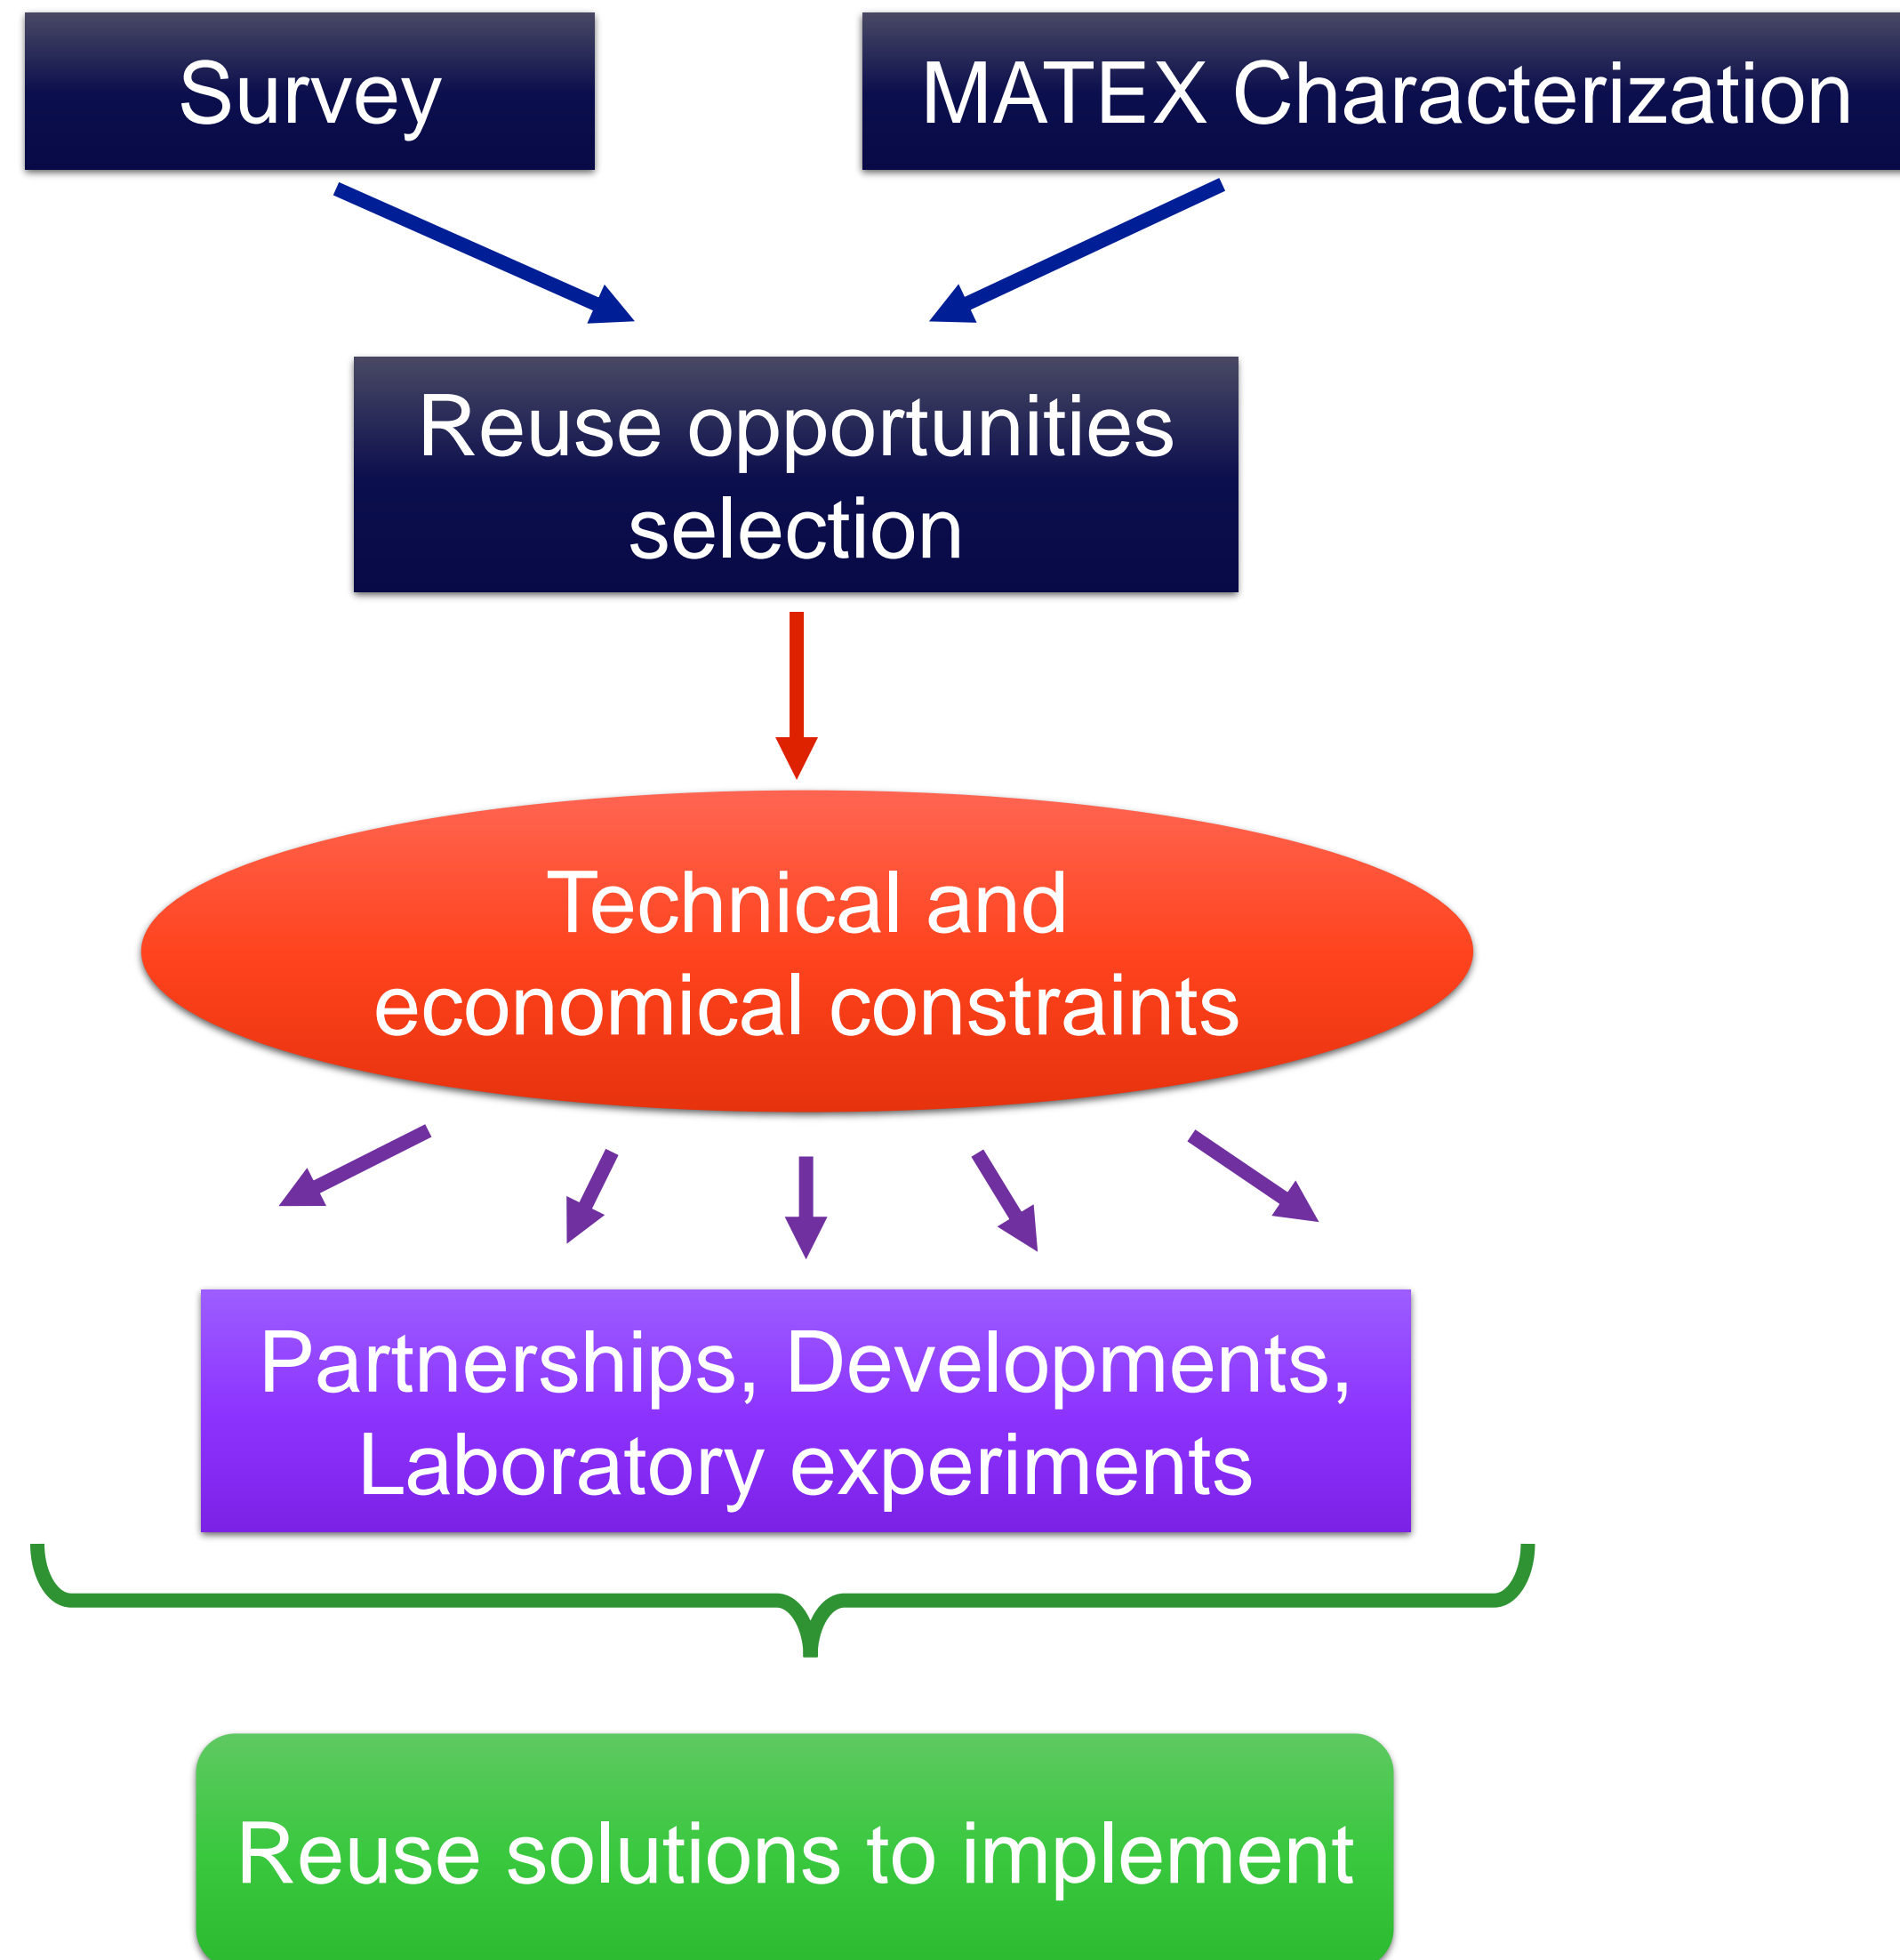 Survey
MATEX Characterization
Reuse opportunities
selection
Technical and
economical constraints
Partnerships, Developments,
Laboratory experiments
Reuse solutions to implement